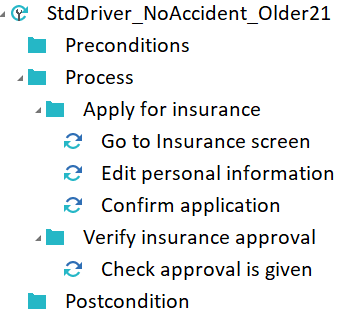 StdDriver_NoAccident_Older21
Preconditions
Process
Apply for insurance
Go to Insurance screen
Edit personal information
Confirm application
Verify insurance approval
Check approval is given
Postcondition